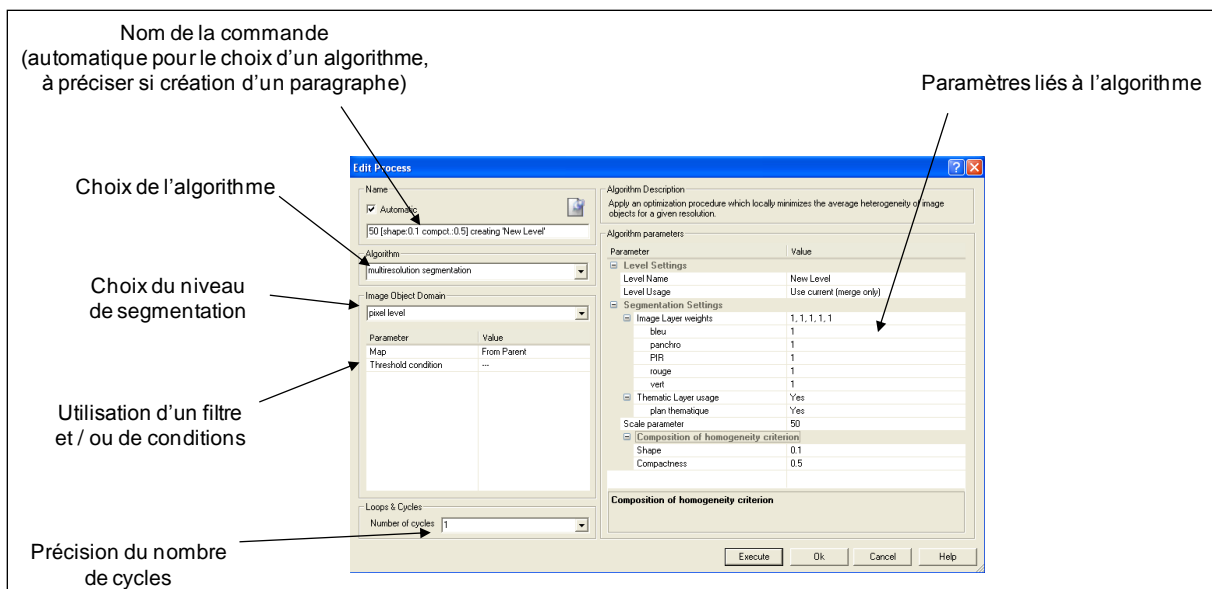 Nom de la commande
(automatique pour le choix d'un algorithme,
à préciser si création d'un paragraphe)
Paramètres liés à l'algorithme
Choix de l'algorithme
Choix du niveau
de segmentation
Utilisation d'un filtre
et / ou de conditions
Précision du nombre
de cycles
Edit Process
Name
Automatic
50 [shape:0.1 compct.:0.5] creating 'New Level'
Algorithm
multiresolution segmentation
Image Object Domain
pixel level
Parameter Value
Map From Parent
Threshold condition ---
Loops & Cycles
Number of cycles 1
Algorithm Description
Apply an optimization procedure which locally minimizes the average heterogeneity of image
objects for a given resolution.
Algorithm parameters
Parameter Value
Level Settings
Level Name New Level
Level Usage Use current (merge only)
Segmentation Settings
Image Layer weights 1, 1, 1, 1, 1
bleu 1
panchro 1
PIR 1
rouge 1
vert 1
Thematic Layer usage Yes
plan thematique Yes
Scale parameter 50
Composition of homogeneity criterion
Shape 0.1
Compactness 0.5
Composition of homogeneity criterion
Execute Ok Cancel Help